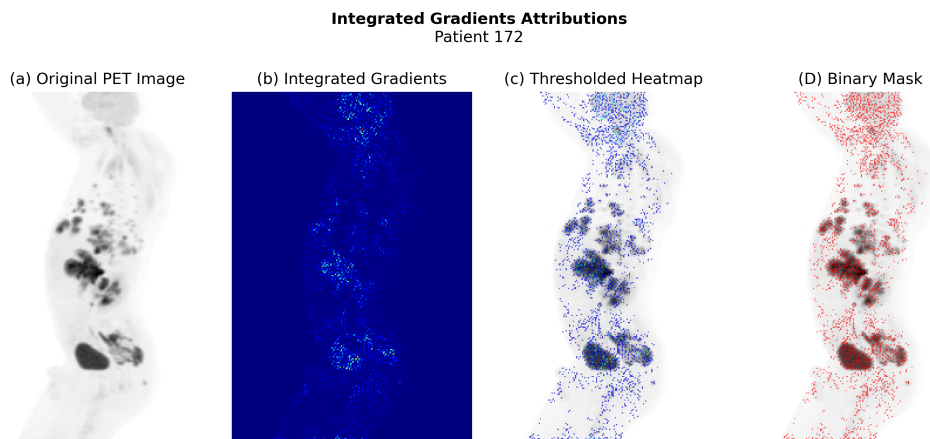 Integrated Gradients Attributions
Patient 172
(a) Original PET Image
(b) Integrated Gradients
(c) Thresholded Heatmap
(D) Binary Mask